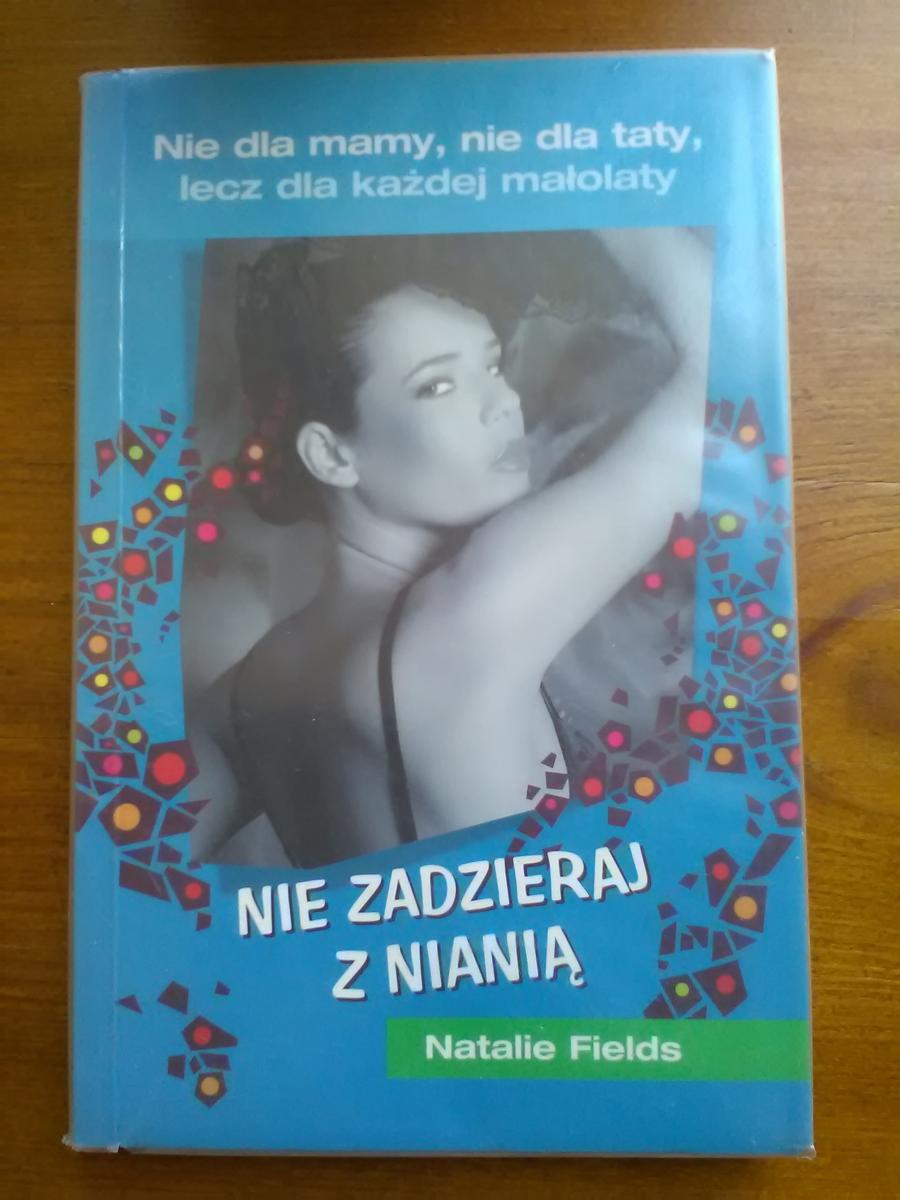 Nie dla mamy, nie dla taty,
lecz dla każdej małolaty
NIE ZADZIERAJ
Z NIANIĄ
Natalie Fields